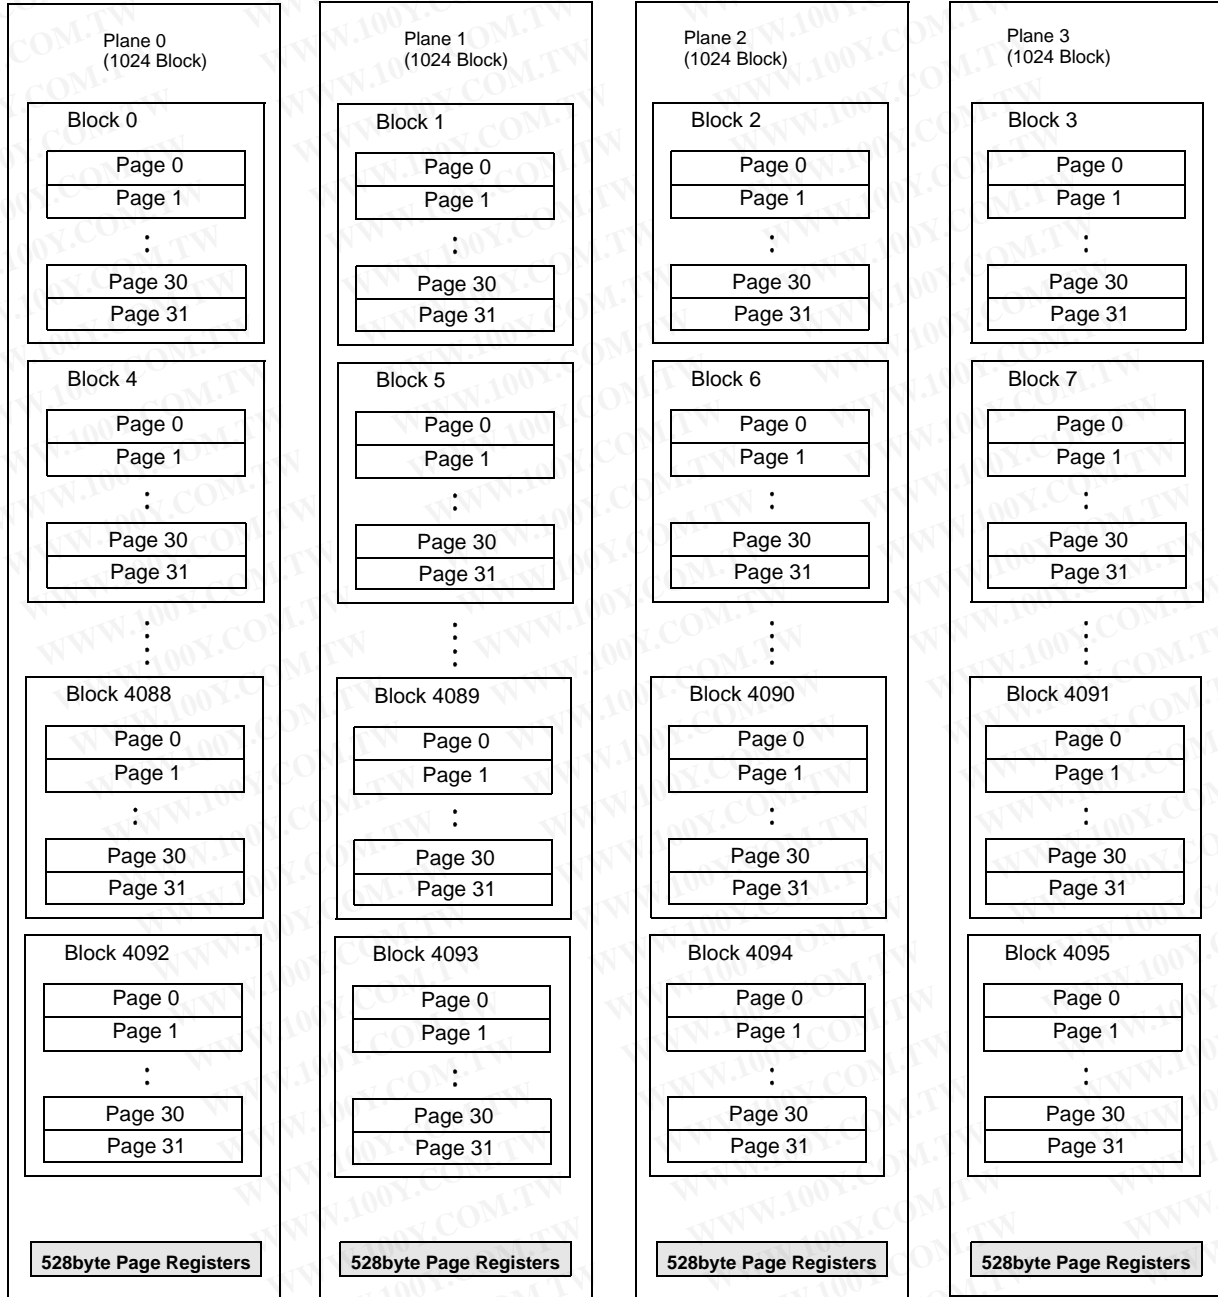 Plane 0
(1024 Block)
Block 0
Page 0
Page 1
Page 30
Page 31
Block 4
Page 0
Page 1
Page 30
Page 31
Block 4088
Page 0
Page 1
Page 30
Page 31
Block 4092
Page 0
Page 1
Page 30
Page 31
528byte Page Registers
Plane 1
(1024 Block)
Block 1
Page 0
Page 1
Page 30
Page 31
Block 5
Page 0
Page 1
Page 30
Page 31
Block 4089
Page 0
Page 1
Page 30
Page 31
Block 4093
Page 0
Page 1
Page 30
Page 31
528byte Page Registers
Plane 2
(1024 Block)
Block 2
Page 0
Page 1
Page 30
Page 31
Block 6
Page 0
Page 1
Page 30
Page 31
Block 4090
Page 0
Page 1
Page 30
Page 31
Block 4094
Page 0
Page 1
Page 30
Page 31
528byte Page Registers
Plane 3
(1024 Block)
Block 3
Page 0
Page 1
Page 30
Page 31
Block 7
Page 0
Page 1
Page 30
Page 31
Block 4091
Page 0
Page 1
Page 30
Page 31
Block 4095
Page 0
Page 1
Page 30
Page 31
528byte Page Registers
WWW.100Y.COM.TW